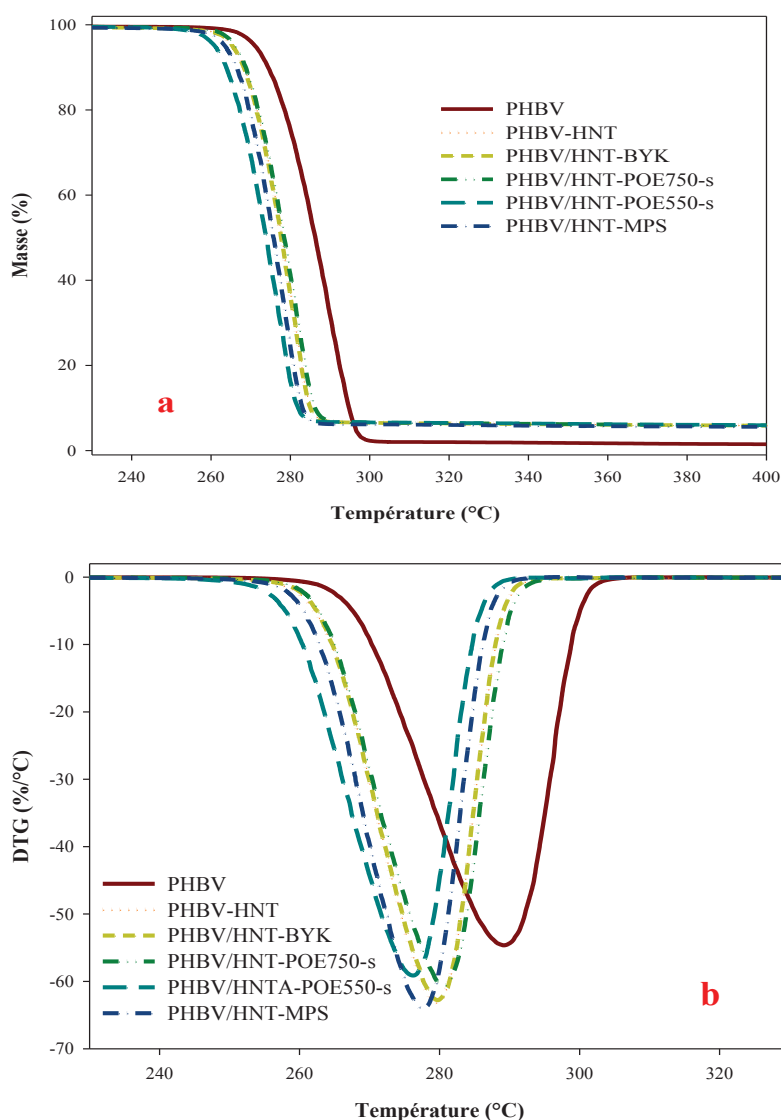 100
80
60
40
20
0
Masse (%)
PHBV
PHBV-HNT
PHBV/HNT-BYK
PHBV/HNT-POE750-s
PHBV/HNT-POE550-s
PHBV/HNT-MPS
a
240 260 280 300 320 340 360 380 400
Température (°C)
0
-10
-20
-30
-40
-50
-60
-70
DTG (%/°C)
PHBV
PHBV-HNT
PHBV/HNT-BYK
PHBV/HNT-POE750-s
PHBV/HNTA-POE550-s
PHBV/HNT-MPS
b
240 260 280 300 320
Température (°C)